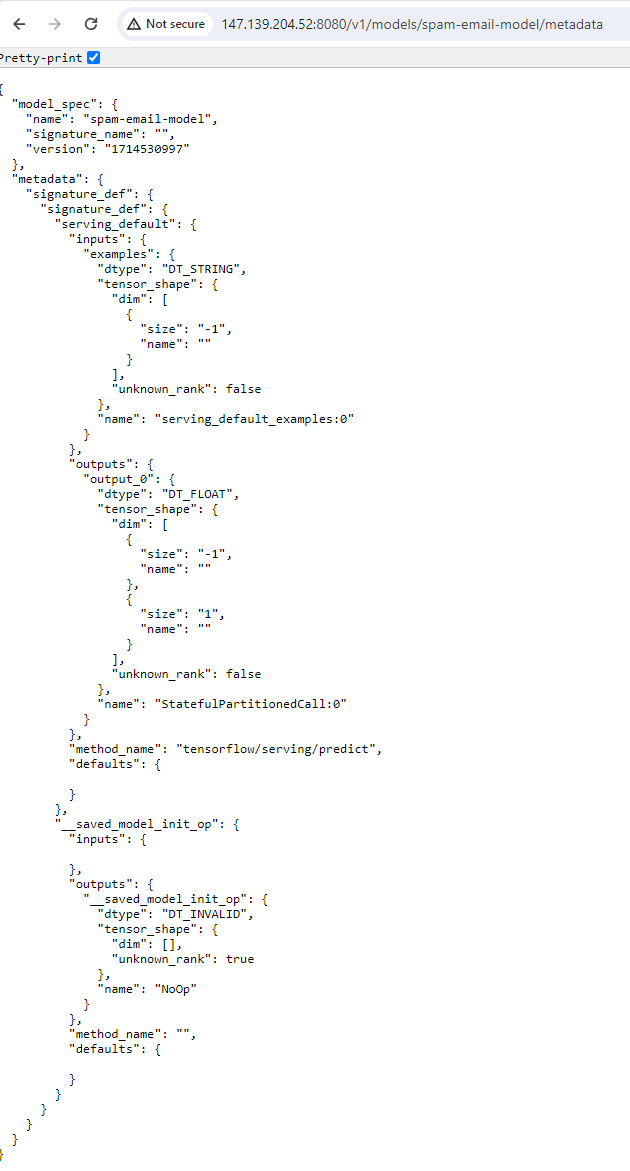 Not secure 147.139.204.52:8080/v1/models/spam-email-model/metadata
Pretty-print
{
  "model_spec": {
    "name": "spam-email-model",
    "signature_name": "",
    "version": "1714530997"
  },
  "metadata": {
    "signature_def": {
      "signature_def": {
        "serving_default": {
          "inputs": {
            "examples": {
              "dtype": "DT_STRING",
              "tensor_shape": {
                "dim": [
                  {
                    "size": "-1",
                    "name": ""
                  }
                ],
                "unknown_rank": false
              },
              "name": "serving_default_examples:0"
            }
          },
          "outputs": {
            "output_0": {
              "dtype": "DT_FLOAT",
              "tensor_shape": {
                "dim": [
                  {
                    "size": "-1",
                    "name": ""
                  },
                  {
                    "size": "1",
                    "name": ""
                  }
                ],
                "unknown_rank": false
              },
              "name": "StatefulPartitionedCall:0"
            }
          },
          "method_name": "tensorflow/serving/predict",
          "defaults": {

          }
        },
        "__saved_model_init_op": {
          "inputs": {

          },
          "outputs": {
            "__saved_model_init_op": {
              "dtype": "DT_INVALID",
              "tensor_shape": {
                "dim": [],
                "unknown_rank": true
              },
              "name": "NoOp"
            }
          },
          "method_name": "",
          "defaults": {

          }
        }
      }
    }
  }
}